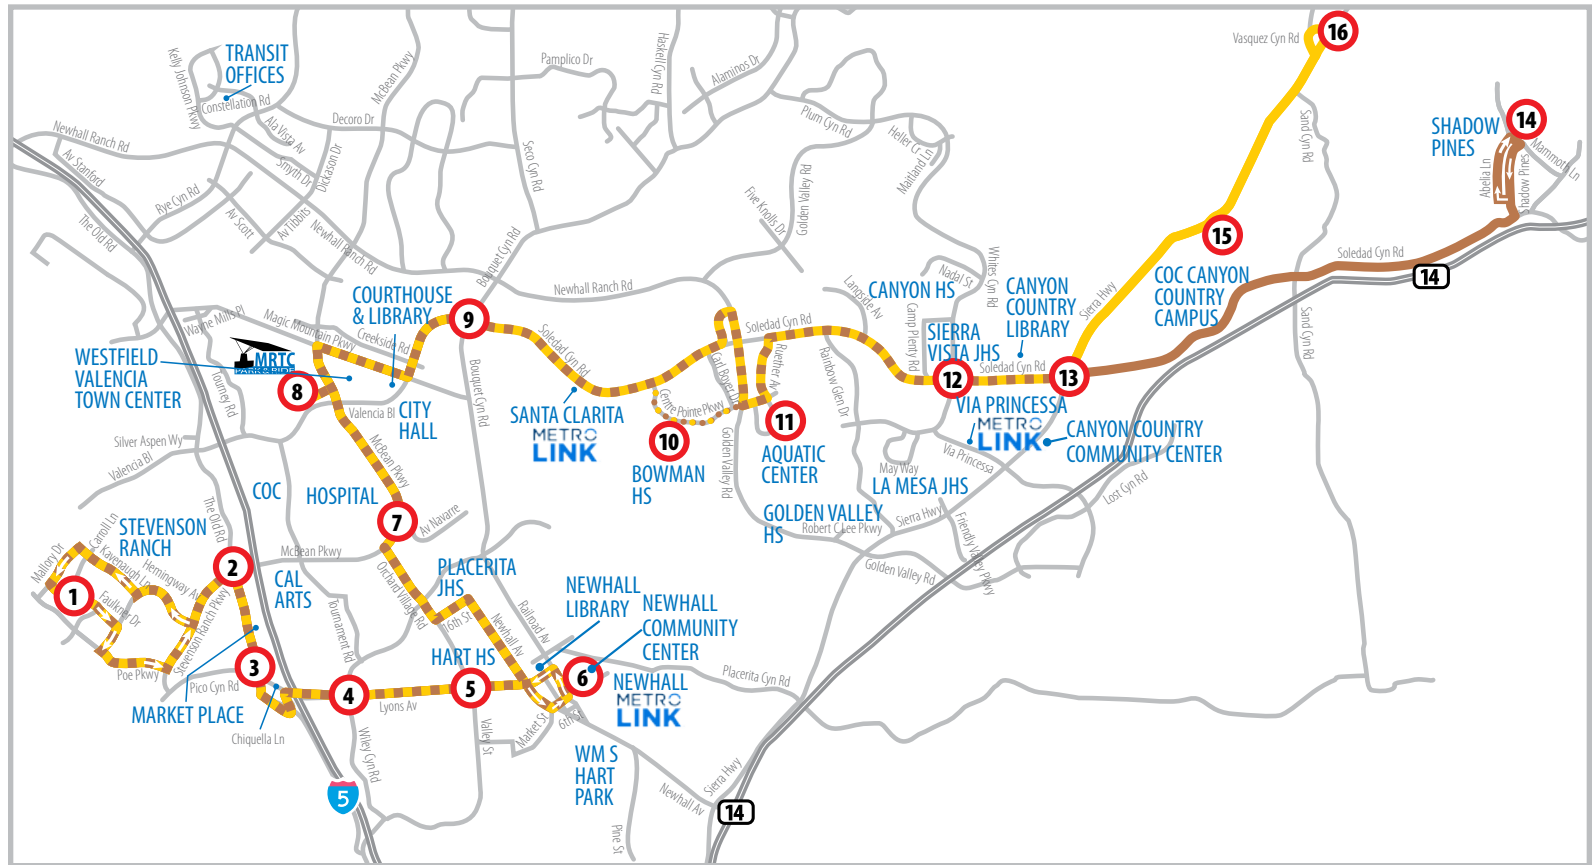 Vasquez Cyn Rd
16
TRANSIT
OFFICES
Kelly Johnson Pkwy
Constellation Rd
McBean Pkwy
Pamplico Dr
Haskell Cyn Rd
Alaminos Dr
Newhall Ranch Rd
Av Stanford
Ala Vista Av
Decoro Dr
Plum Cyn Rd
Heller Cr
Maitland Ln
Sand Cyn Rd
SHADOW
PINES
14
Mammoth Ln
Abelia Ln
Shadow Pines
Smyth Dr
Dickason Dr
Seco Cyn Rd
Rye Cyn Rd
Av Scott
Av Tibbits
The Old Rd
Newhall Ranch Rd
Bouquet Cyn Rd
Five Knolls Dr
Golden Valley Rd
15
COC CANYON
COUNTRY
CAMPUS
Soledad Cyn Rd
14
Whites Cyn Rd
Nadal St
Langside Av
CANYON HS
CANYON
COUNTRY
LIBRARY
Sierra Hwy
Newhall Ranch Rd
COURTHOUSE
& LIBRARY
9
Wayne Mills Pl
Magic Mountain Pkwy
Creekside Rd
Soledad Cyn Rd
Soledad Cyn Rd
Camp Plenty Rd
SIERRA
VISTA JHS
Soledad Cyn Rd
Sand Cyn Rd
WESTFIELD
VALENCIA
TOWN CENTER
MRTC
PARK & RIDE
8
Tourney Rd
Valencia Bl
CITY
HALL
Bouquet Cyn Rd
SANTA CLARITA
METRO
LINK
Centre Pointe Pkwy
Carl Boyer Dr
Ruether Av
Rainbow Glen Dr
12
13
10
BOWMAN
HS
11
AQUATIC
CENTER
VIA PRINCESSA
METRO
LINK
CANYON COUNTRY
COMMUNITY CENTER
Via Princessa
May Way
LA MESA JHS
Lost Cyn Rd
Silver Aspen Wy
Valencia Bl
McBean Pkwy
Golden Valley Rd
GOLDEN VALLEY
HS
Robert C Lee Pkwy
Sierra Hwy
Friendly Valley Pkwy
Golden Valley Rd
The Old Rd
COC
HOSPITAL
7
Av Navarre
STEVENSON
RANCH
2
McBean Pkwy
Carroll Ln
Kavenaugh Ln
Mallory Dr
Hemingway Av
1
Faulkner Dr
Stevenson Ranch Pkwy
Poe Pkwy
CAL
ARTS
Tournament Rd
Orchard Village Rd
PLACERITA
JHS
16th St
Newhall Av
Railroad Av
NEWHALL
LIBRARY
NEWHALL
COMMUNITY
CENTER
HART HS
3
4
5
6
Placerita Cyn Rd
Pico Cyn Rd
Lyons Av
NEWHALL
METRO
LINK
MARKET PLACE
Chiquella Ln
Wiley Cyn Rd
Valley St
Market St
6th St
WM S
HART
PARK
Newhall Av
Sierra Hwy
Pine St
5
14